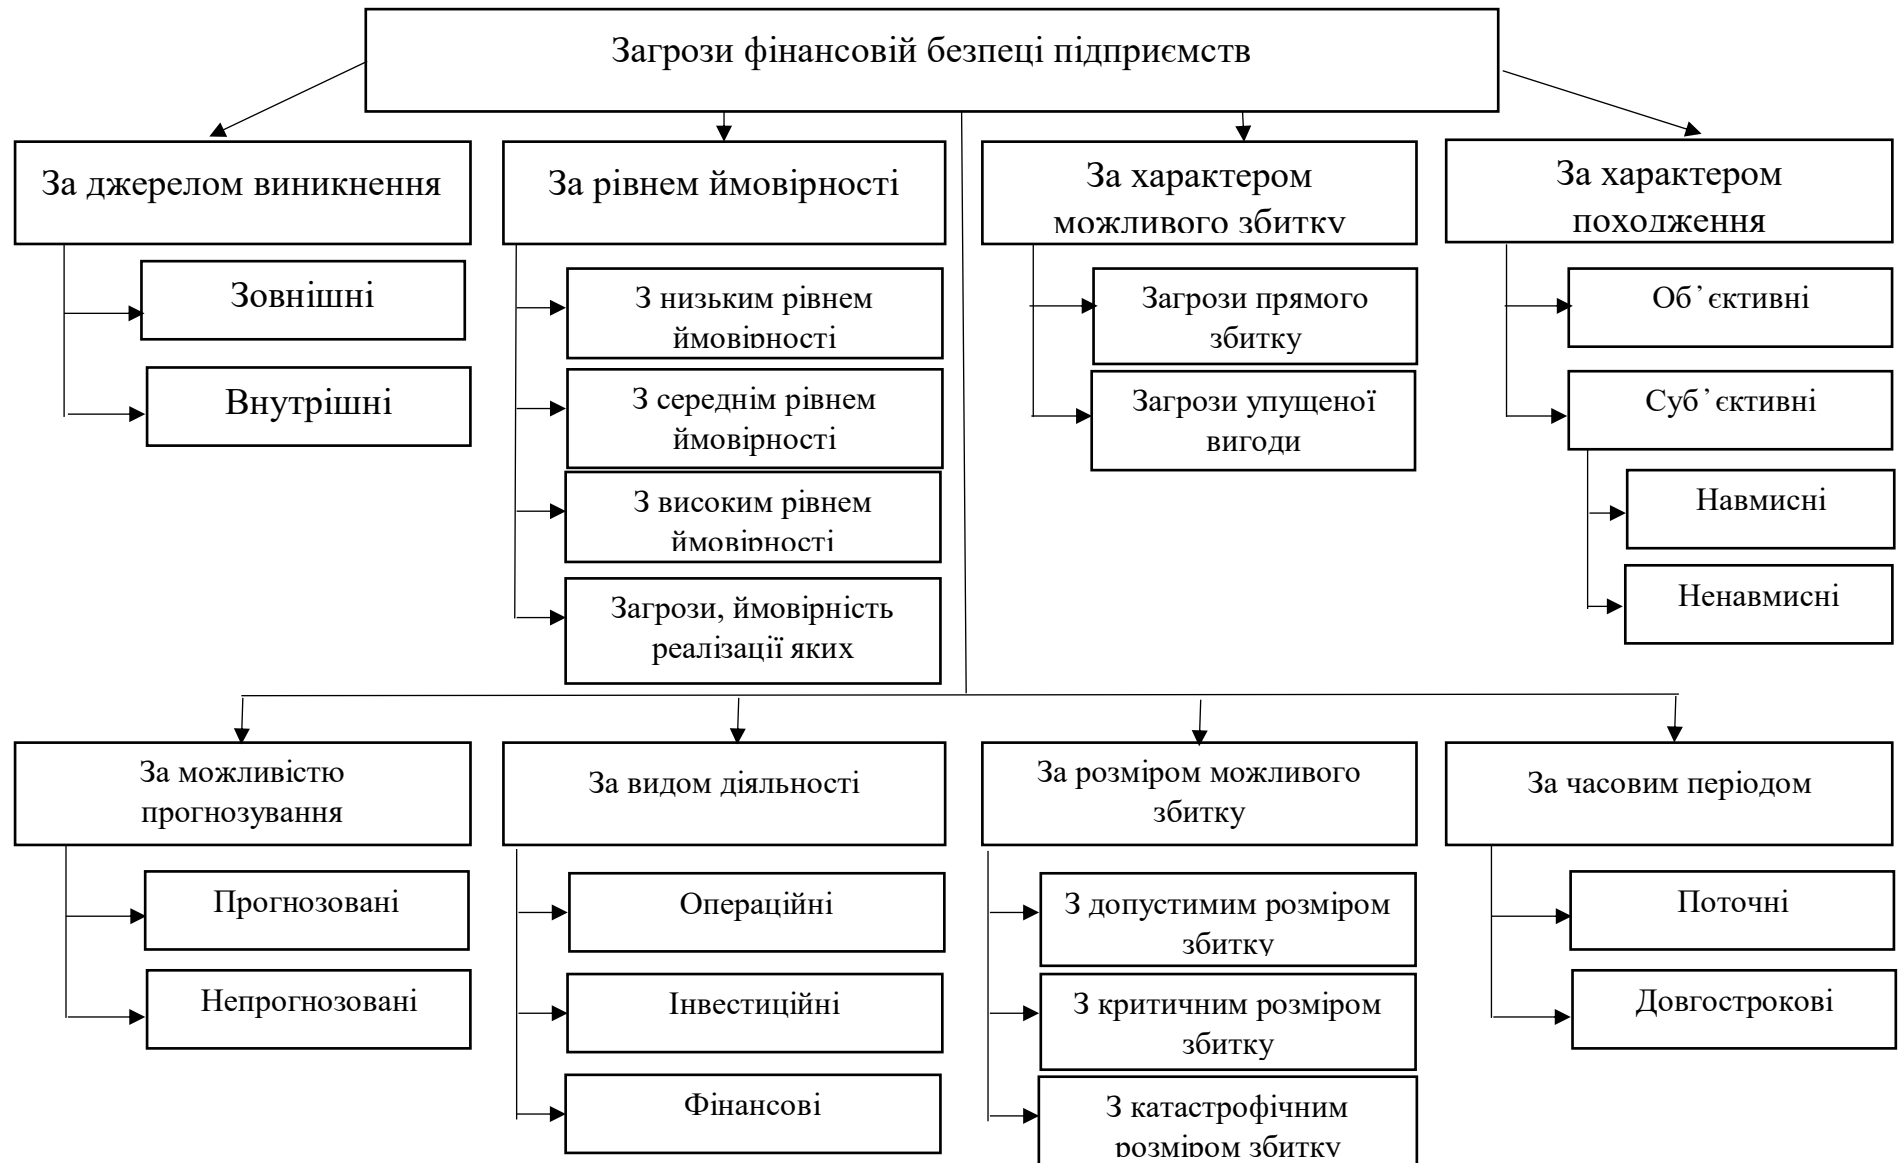 Загрози фінансовій безпеці підприємств
За джерелом виникнення
Зовнішні
Внутрішні
За рівнем ймовірності
З низьким рівнем
ймовірності
З середнім рівнем
ймовірності
З високим рівнем
ймовірності
Загрози, ймовірність
реалізації яких
За характером
можливого збитку
Загрози прямого
збитку
Загрози упущеної
вигоди
За характером
походження
Об’єктивні
Суб’єктивні
Навмисні
Ненавмисні
За можливістю
прогнозування
Прогнозовані
Непрогнозовані
За видом діяльності
Операційні
Інвестиційні
Фінансові
За розміром можливого
збитку
З допустимим розміром
збитку
З критичним розміром
збитку
З катастрофічним
розміром збитку
За часовим періодом
Поточні
Довгострокові